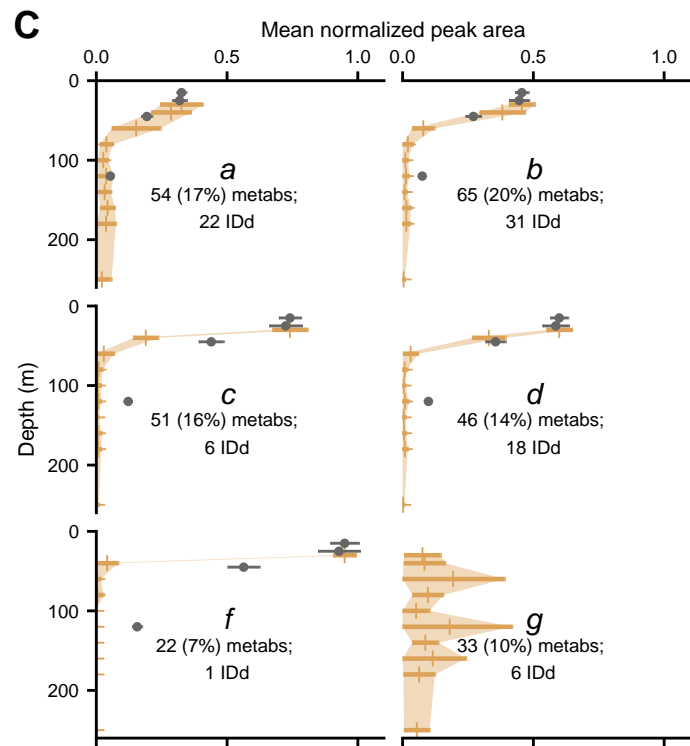 C
Mean normalized peak area
0.0 0.5 1.0 0.0 0.5 1.0
0
100
200
a
54 (17%) metabs;
22 IDd
b
65 (20%) metabs;
31 IDd
Depth (m)
0
100
200
c
51 (16%) metabs;
6 IDd
d
46 (14%) metabs;
18 IDd
0
100
200
f
22 (7%) metabs;
1 IDd
g
33 (10%) metabs;
6 IDd